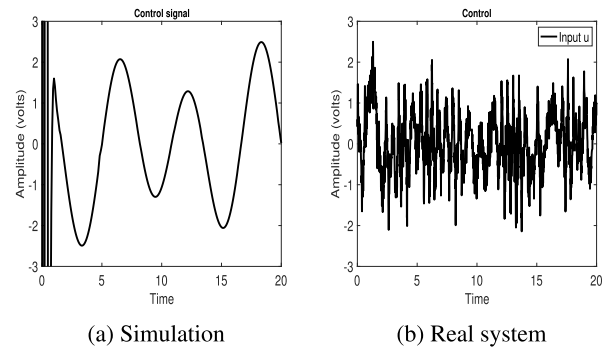 Control signal
Amplitude (volts)
3
2
1
0
-1
-2
-3
0
5
10
15
20
Time
(a) Simulation
Control
Input u
Amplitude (volts)
3
2
1
0
-1
-2
-3
0
5
10
15
20
Time
(b) Real system